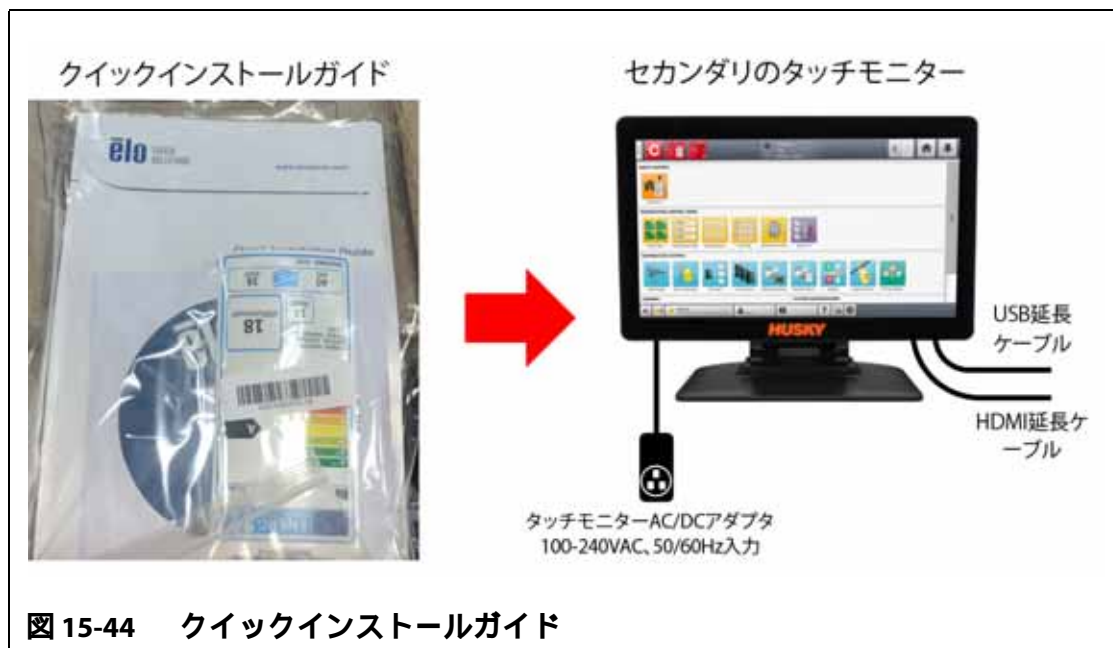 クイックインストールガイド
セカンダリのタッチモニター
elo
18
HUSKY
USB延長
ケーブル
HDMI延長ケ
ーブル
タッチモニターAC/DCアダプタ
100-240VAC、50/60Hz入力
図 15-44 クイックインストールガイド